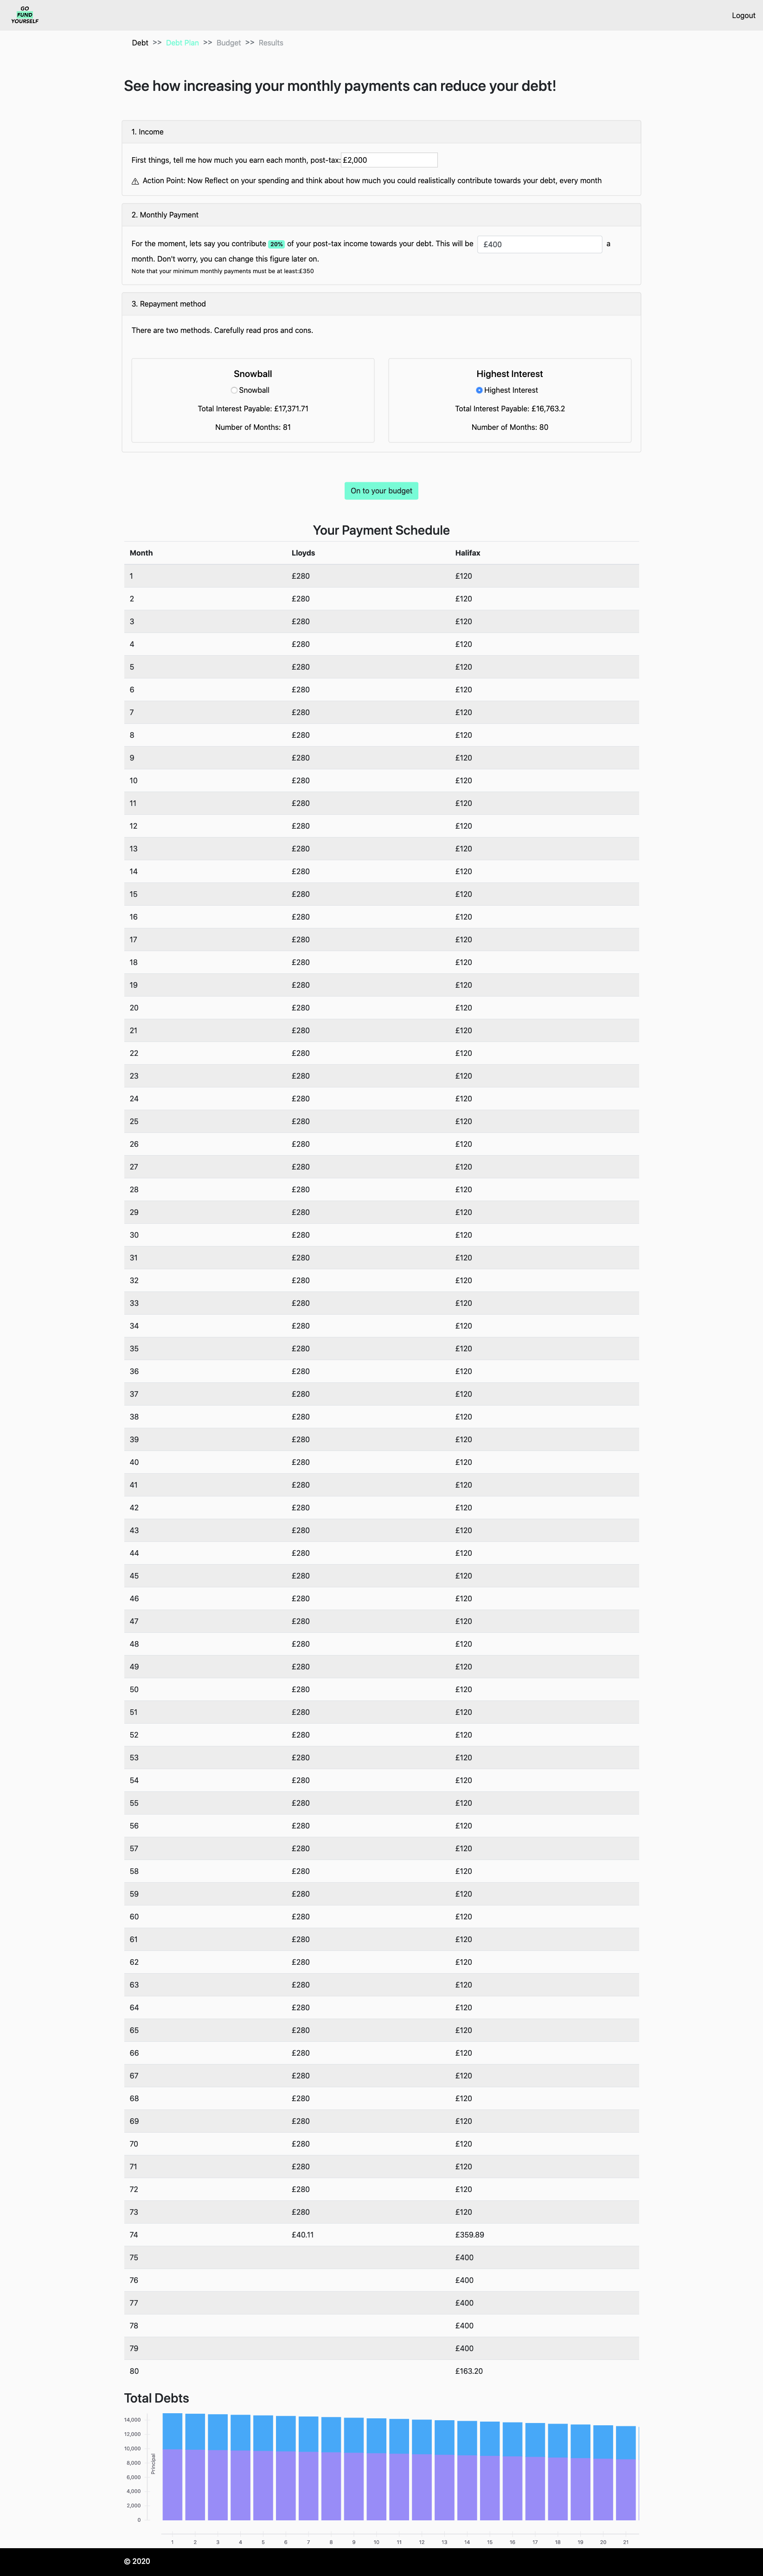 GO
FUND
YOURSELF
Logout
Debt >> Debt Plan >> Budget >> Results
See how increasing your monthly payments can reduce your debt!
1. Income
First things, tell me how much you earn each month, post-tax: £2,000
⚠ Action Point: Now Reflect on your spending and think about how much you could realistically contribute towards your debt, every month
2. Monthly Payment
For the moment, lets say you contribute 20% of your post-tax income towards your debt. This will be £400 a
month. Don't worry, you can change this figure later on.
Note that your minimum monthly payments must be at least:£350
3. Repayment method
There are two methods. Carefully read pros and cons.
Snowball
Snowball
Total Interest Payable: £17,371.71
Number of Months: 81
Highest Interest
Highest Interest
Total Interest Payable: £16,763.2
Number of Months: 80
On to your budget
Your Payment Schedule
Month Lloyds Halifax
1 £280 £120
2 £280 £120
3 £280 £120
4 £280 £120
5 £280 £120
6 £280 £120
7 £280 £120
8 £280 £120
9 £280 £120
10 £280 £120
11 £280 £120
12 £280 £120
13 £280 £120
14 £280 £120
15 £280 £120
16 £280 £120
17 £280 £120
18 £280 £120
19 £280 £120
20 £280 £120
21 £280 £120
22 £280 £120
23 £280 £120
24 £280 £120
25 £280 £120
26 £280 £120
27 £280 £120
28 £280 £120
29 £280 £120
30 £280 £120
31 £280 £120
32 £280 £120
33 £280 £120
34 £280 £120
35 £280 £120
36 £280 £120
37 £280 £120
38 £280 £120
39 £280 £120
40 £280 £120
41 £280 £120
42 £280 £120
43 £280 £120
44 £280 £120
45 £280 £120
46 £280 £120
47 £280 £120
48 £280 £120
49 £280 £120
50 £280 £120
51 £280 £120
52 £280 £120
53 £280 £120
54 £280 £120
55 £280 £120
56 £280 £120
57 £280 £120
58 £280 £120
59 £280 £120
60 £280 £120
61 £280 £120
62 £280 £120
63 £280 £120
64 £280 £120
65 £280 £120
66 £280 £120
67 £280 £120
68 £280 £120
69 £280 £120
70 £280 £120
71 £280 £120
72 £280 £120
73 £280 £120
74 £40.11 £359.89
75 £400
76 £400
77 £400
78 £400
79 £400
80 £163.20
Total Debts
14,000
12,000
10,000
8,000
6,000
4,000
2,000
0
Principal
1 2 3 4 5 6 7 8 9 10 11 12 13 14 15 16 17 18 19 20 21
© 2020